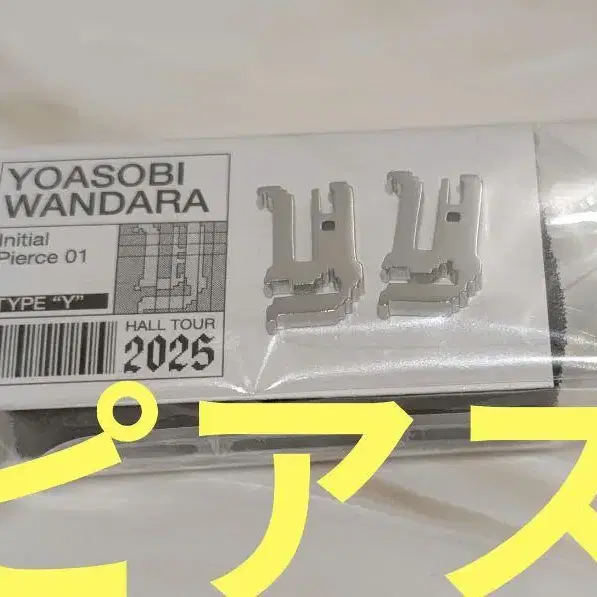 YOASOBI
WANDARA
Initial
Pierce 01
TYPE "Y"
HALL TOUR
2025
ピアス